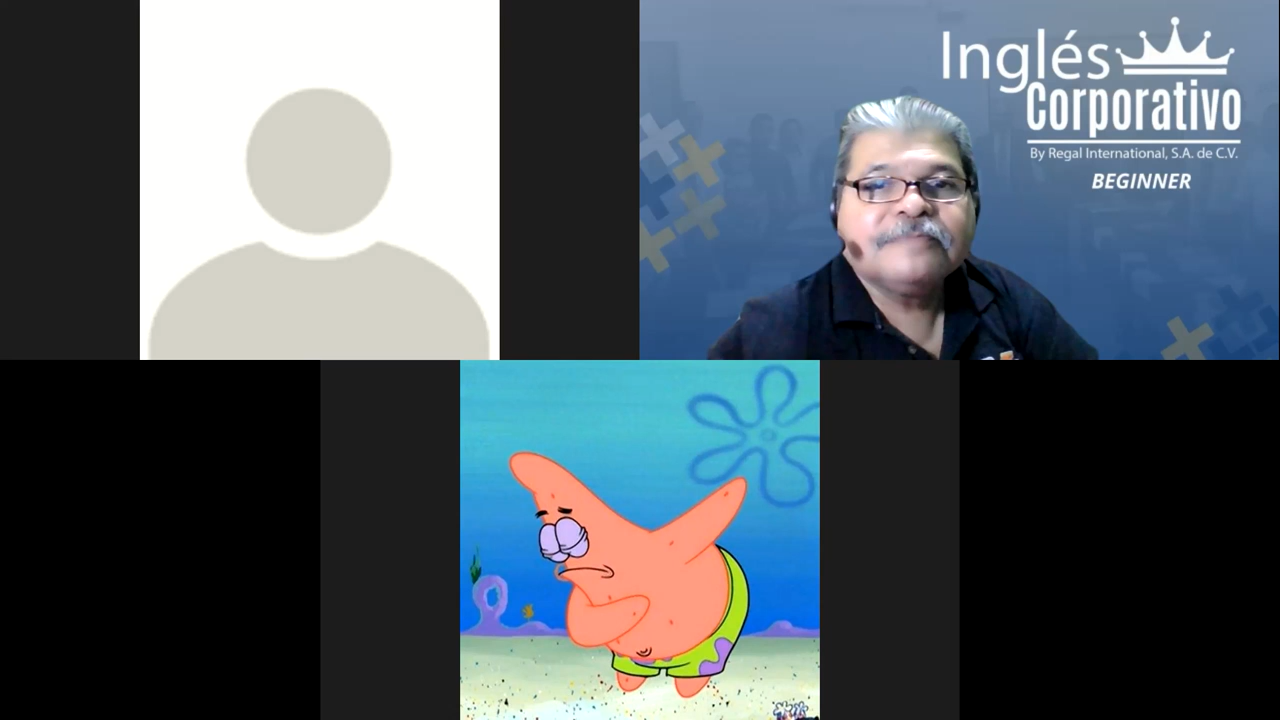 Inglés
Corporativo
By Regal International, S.A. de C.V.
BEGINNER